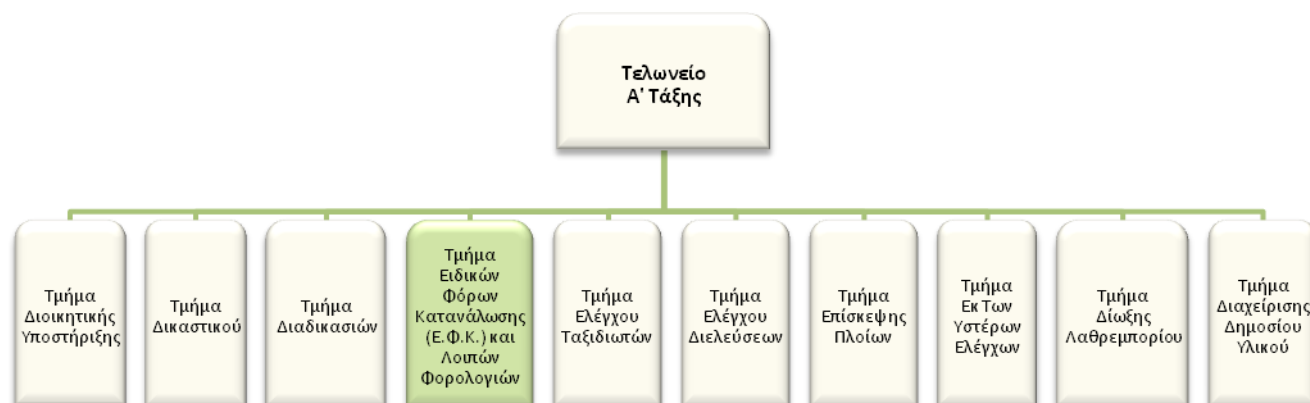 Τελωνείο
Α' Τάξης
Τμήμα
Διοικητικής
Υποστήριξης
Τμήμα
Δικαστικού
Τμήμα
Διαδικασιών
Τμήμα
Ειδικών
Φόρων
Κατανάλωσης
(Ε.Φ.Κ.) και
Λοιπών
Φορολογιών
Τμήμα
Ελέγχου
Ταξιδιωτών
Τμήμα
Ελέγχου
Διελεύσεων
Τμήμα
Επίσκεψης
Πλοίων
Τμήμα
Εκ Των
Υστέρων
Ελέγχων
Τμήμα
Δίωξης
Λαθρεμπορίου
Τμήμα
Διαχείρισης
Δημοσίου
Υλικού